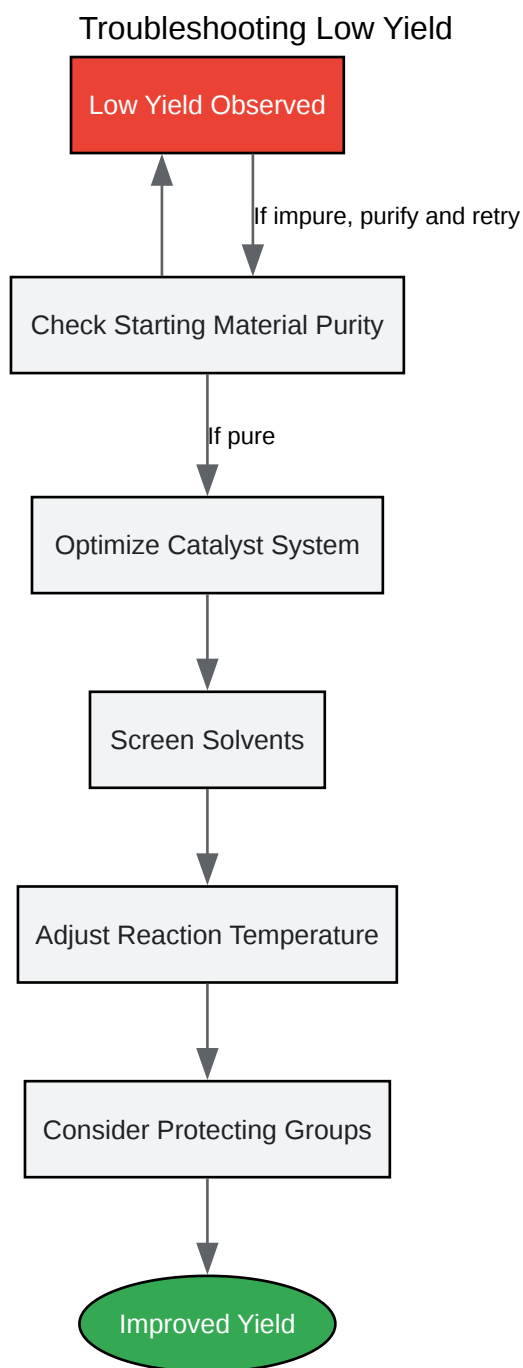 Troubleshooting Low Yield
Low Yield Observed
If impure, purify and retry
Check Starting Material Purity
If pure
Optimize Catalyst System
Screen Solvents
Adjust Reaction Temperature
Consider Protecting Groups
Improved Yield